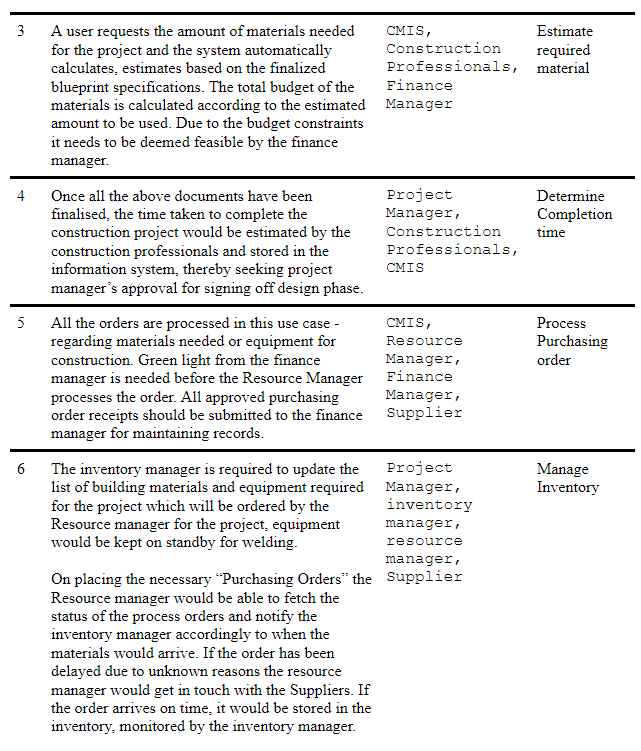 3 A user requests the amount of materials needed CMIS, Estimate
for the project and the system automatically Construction required
calculates, estimates based on the finalized Professionals, material
blueprint specifications. The total budget of the Finance
materials is calculated according to the estimated Manager
amount to be used. Due to the budget constraints
it needs to be deemed feasible by the finance
manager.
4 Once all the above documents have been Project Determine
finalised, the time taken to complete the Manager, Completion
construction project would be estimated by the Construction time
construction professionals and stored in the Professionals,
information system, thereby seeking project CMIS
manager's approval for signing off design phase.
5 All the orders are processed in this use case - CMIS, Process
regarding materials needed or equipment for Resource Purchasing
construction. Green light from the finance Manager, order
manager is needed before the Resource Manager Finance
processes the order. All approved purchasing Manager,
order receipts should be submitted to the finance Supplier
manager for maintaining records.
6 The inventory manager is required to update the Project Manage
list of building materials and equipment required Manager, Inventory
for the project which will be ordered by the inventory
Resource manager for the project, equipment manager,
would be kept on standby for welding. resource
manager,
On placing the necessary “Purchasing Orders” the Supplier
Resource manager would be able to fetch the
status of the process orders and notify the
inventory manager accordingly to when the
materials would arrive. If the order has been
delayed due to unknown reasons the resource
manager would get in touch with the Suppliers. If
the order arrives on time, it would be stored in the
inventory, monitored by the inventory manager.